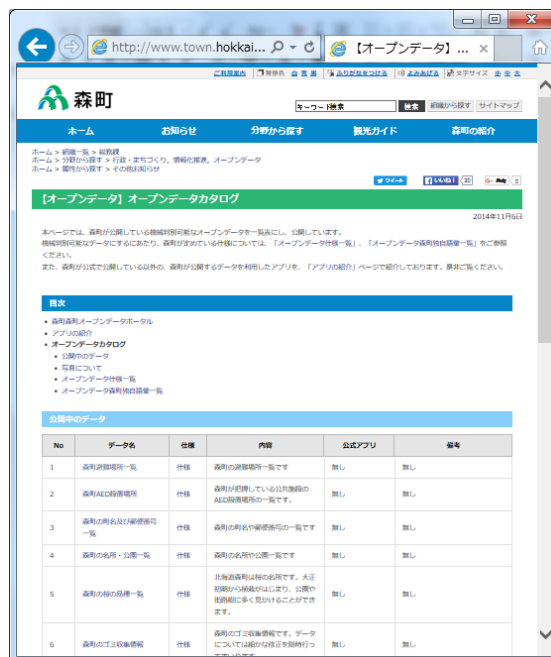 http://www.town.hokkai...
【オープンデータ】 ...
ご利用案内
背景色 白 青 黒
ふりがなをつける
よみあげる
文字サイズ 小 中 大
森町
キーワード検索
検索
組織から探す
サイトマップ
ホーム
お知らせ
分野から探す
観光ガイド
森町の紹介
ホーム > 組織一覧 > 総務課
ホーム > 分野から探す > 行政・まちづくり, 情報化推進, オープンデータ
ホーム > 属性から探す > その他お知らせ
ツイート
いいね! 20
【オープンデータ】オープンデータカタログ
2014年11月6日
本ページでは、森町が公開している機械判別可能なオープンデータを一覧表にし、公開しています。
機械判別可能なデータにするにあたり、森町が定めている仕様については、「オープンデータ仕様一覧」、「オープンデータ森町独自語彙一覧」をご参照
ください。
また、森町が公式で公開している以外の、森町が公開するデータを利用したアプリを、「アプリの紹介」ページで紹介しております。是非ご覧ください。
目次
森町森町オープンデータポータル
アプリの紹介
オープンデータカタログ
公開中のデータ
写真について
オープンデータ仕様一覧
オープンデータ森町独自語彙一覧
公開中のデータ
No データ名 仕様 内容 公式アプリ 備考
1 森町避難場所一覧 仕様 森町の避難場所一覧です 無し 無し
2 森町AED設置場所 仕様 森町が把握している公共施設の
AED設置場所の一覧です。 無し 無し
3 森町の町名及び郵便番号
一覧 仕様 森町の町名や郵便番号の一覧です 無し 無し
4 森町の名所・公園一覧 仕様 森町の名所や公園一覧です 無し 無し
5 森町の桜の品種一覧 仕様 北海道森町は桜の名所です。大正
初期から植栽がはじまり、公園や
街路樹に多く見かけることができ
ます。 無し 無し
6 森町のゴミ収集情報 仕様 森町のゴミ収集情報です。データ
については細かな修正を随時行っ
無し 無し